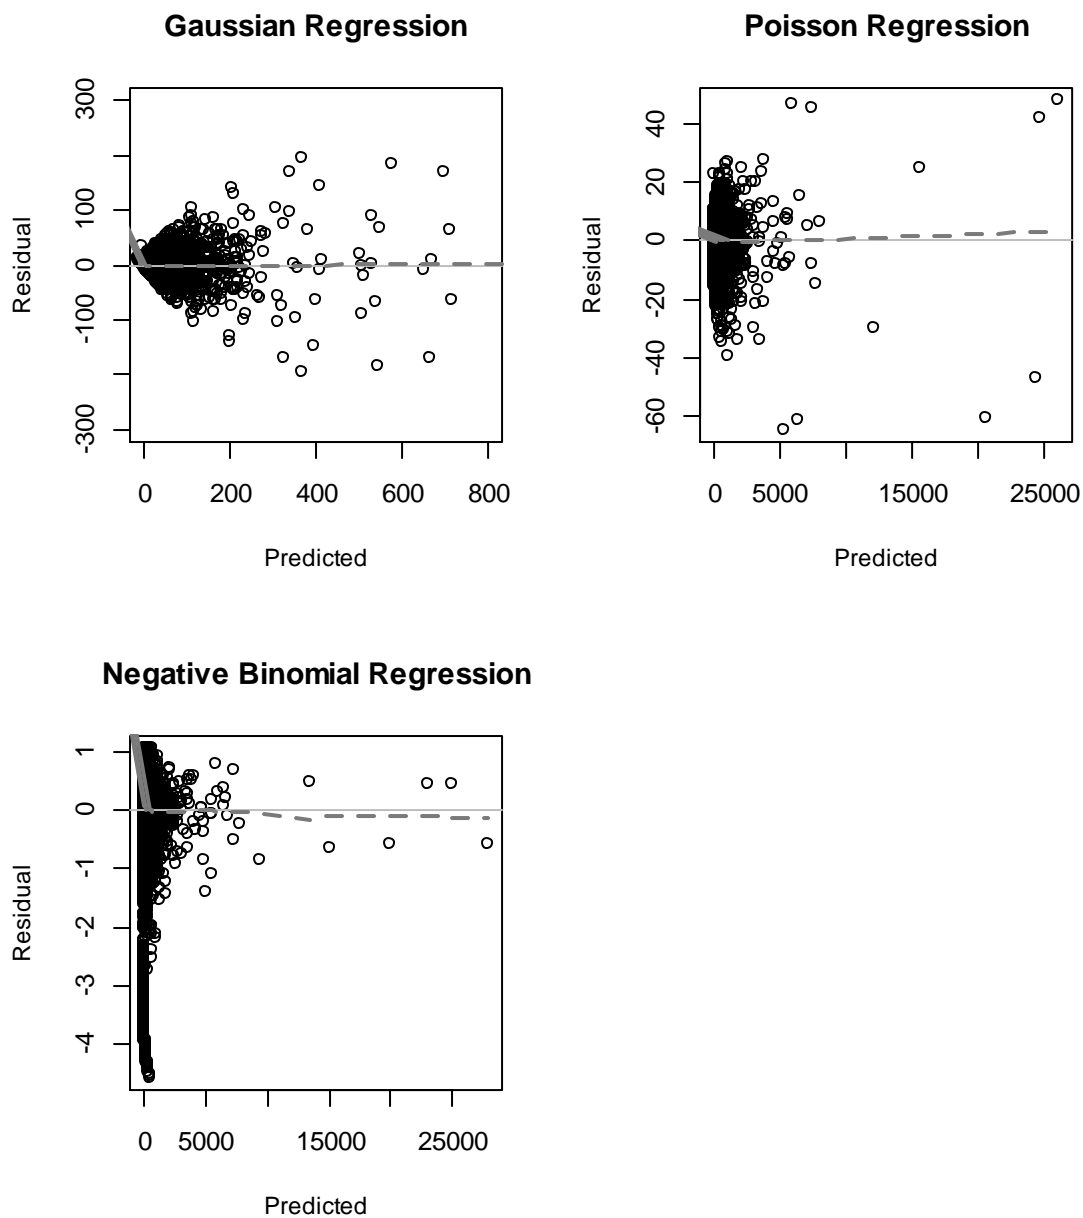 Gaussian Regression
Residual
300
100
0
-100
-300
0 200 400 600 800
Predicted
Poisson Regression
Residual
40
20
0
-20
-40
-60
0 5000 15000 25000
Predicted
Negative Binomial Regression
Residual
1
0
-1
-2
-3
-4
0 5000 15000 25000
Predicted